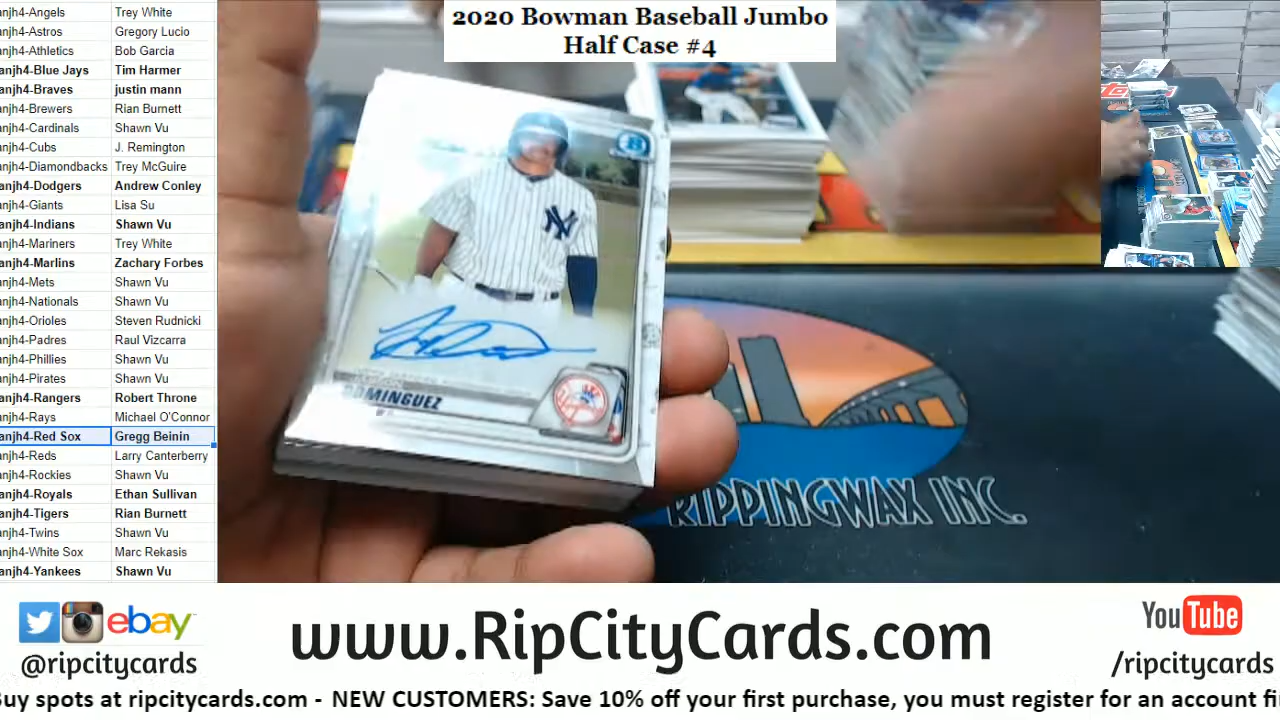 2020 Bowman Baseball Jumbo
Half Case #4
anjh4-Angels Trey White
anjh4-Astros Gregory Lucio
anjh4-Athletics Bob Garcia
anjh4-Blue Jays Tim Harmer
anjh4-Braves justin mann
anjh4-Brewers Rian Burnett
anjh4-Cardinals Shawn Vu
anjh4-Cubs J. Remington
anjh4-Diamondbacks Trey McGuire
anjh4-Dodgers Andrew Conley
anjh4-Giants Lisa Su
anjh4-Indians Shawn Vu
anjh4-Mariners Trey White
anjh4-Marlins Zachary Forbes
anjh4-Mets Shawn Vu
anjh4-Nationals Shawn Vu
anjh4-Orioles Steven Rudnicki
anjh4-Padres Raul Vizcarra
anjh4-Phillies Shawn Vu
anjh4-Pirates Shawn Vu
anjh4-Rangers Robert Throne
anjh4-Rays Michael O'Connor
anjh4-Red Sox Gregg Beinin
anjh4-Reds Larry Canterberry
anjh4-Rockies Shawn Vu
anjh4-Royals Ethan Sullivan
anjh4-Tigers Rian Burnett
anjh4-Twins Shawn Vu
anjh4-White Sox Marc Rekasis
anjh4-Yankees Shawn Vu
B
NY
DOMINGUEZ
RIPPINGWAX INC.
ebay
@ripcitycards
www.RipCityCards.com
YouTube
/ripcitycards
Buy spots at ripcitycards.com - NEW CUSTOMERS: Save 10% off your first purchase, you must register for an account fi